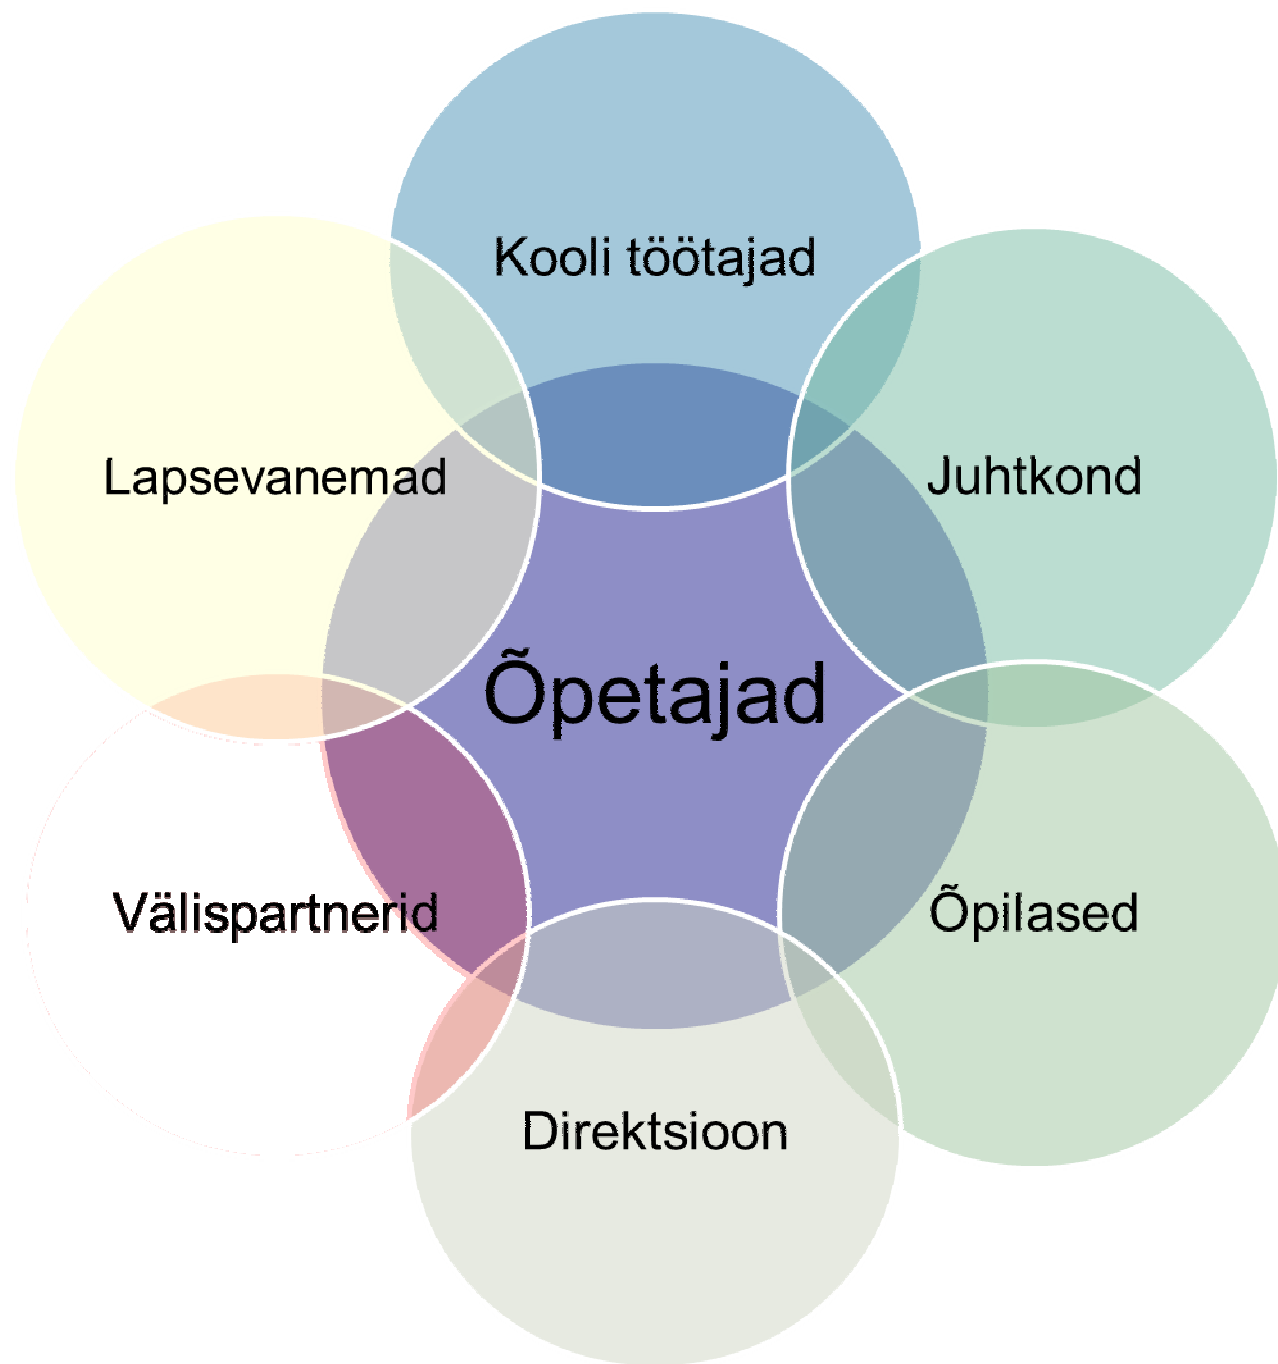 Kooli töötajad
Lapsevanemad
Juhtkond
Õpetajad
Välispartnerid
Õpilased
Direktsioon